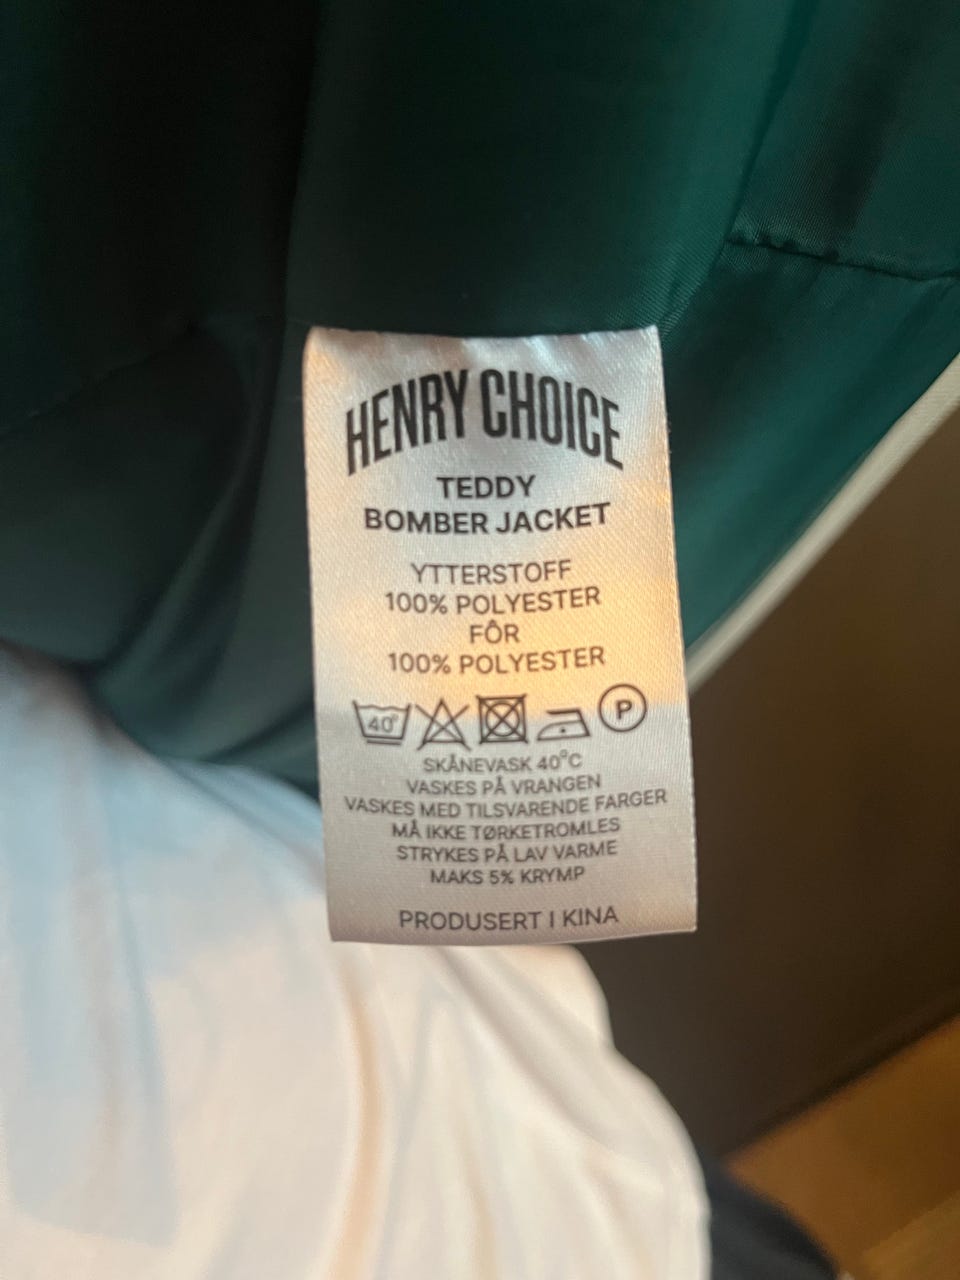 HENRY CHOICE
TEDDY
BOMBER JACKET
YTTERSTOFF
100% POLYESTER
FÔR
100% POLYESTER
40° P
SKÅNEVASK 40°C
VASKES PÅ VRANGEN
VASKES MED TILSVARENDE FARGER
MÅ IKKE TØRKETROMLES
STRYKES PÅ LAV VARME
MAKS 5% KRYMP
PRODUSERT I KINA